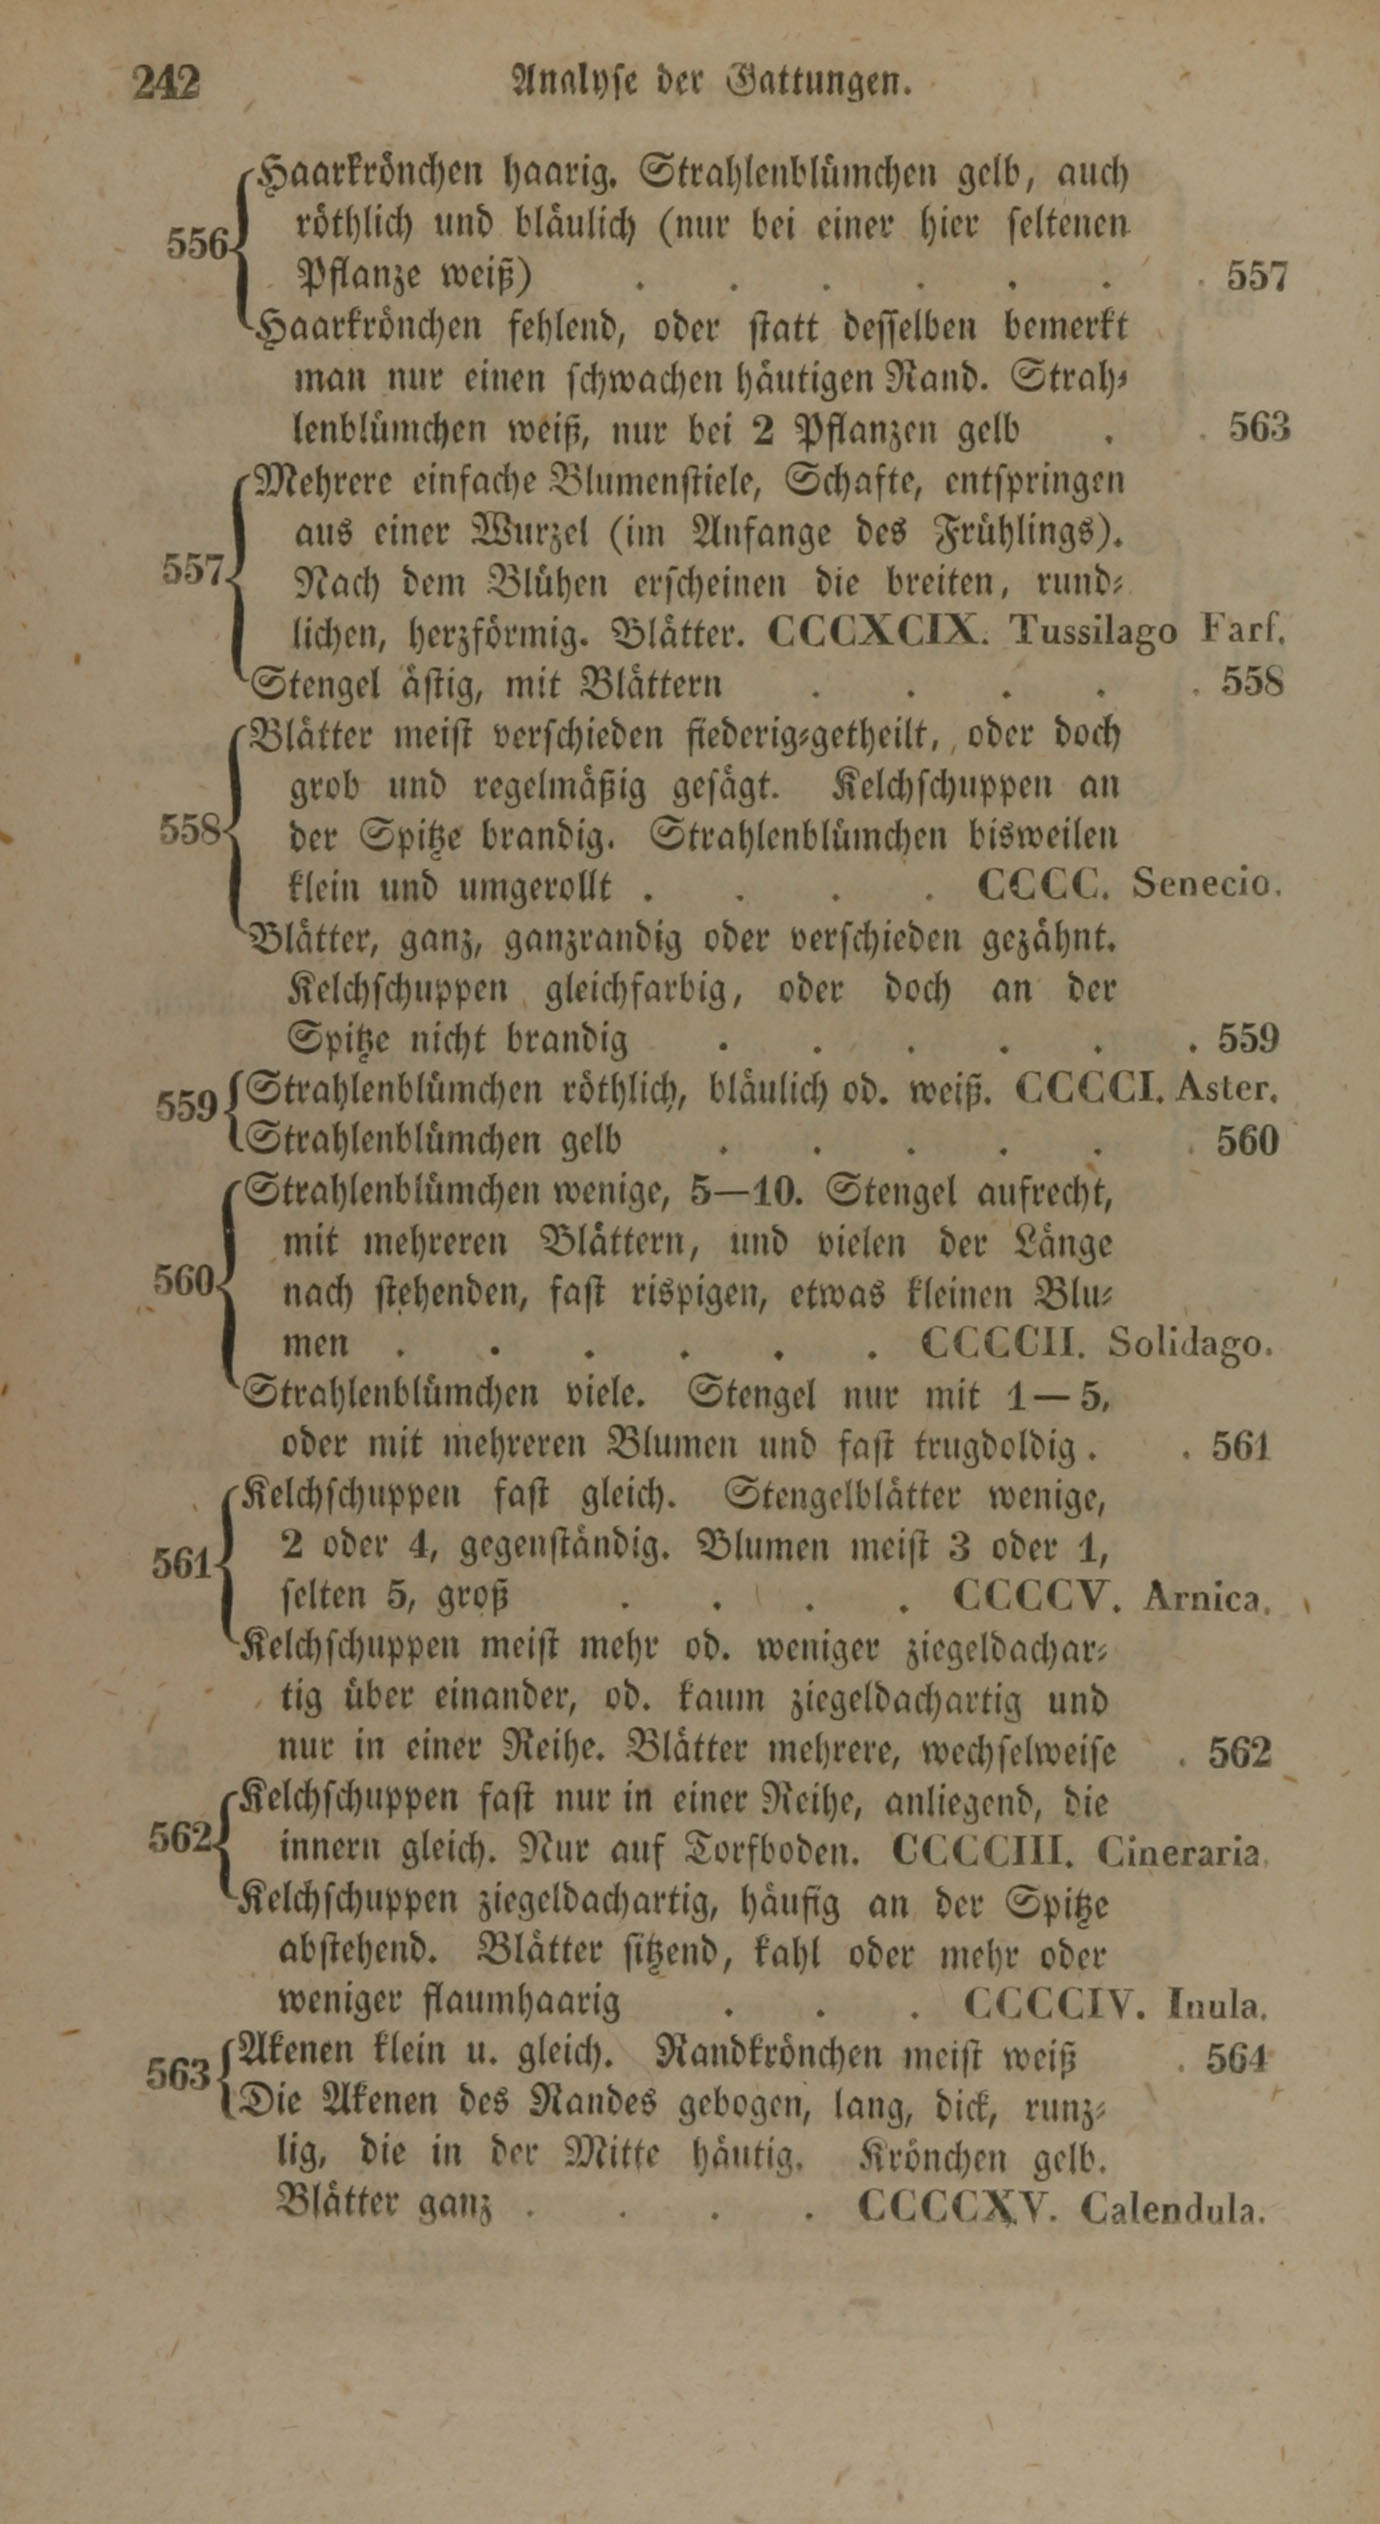 242 Analyse der Gattungen.
Haarkrönchen haarig. Strahlenblümchen gelb, auch
röthlich und bläulich (nur bei einer hier seltenen
556
Pflanze weiß) . . . . . . . 557
Haarkrönchen fehlend, oder statt desselben bemerkt
man nur einen schwachen häutigen Rand. Strah-
lenblümchen weiß, nur bei 2 Pflanzen gelb . . 563
Mehrere einfache Blumenstiele, Schafte, entspringen
aus einer Wurzel (im Anfange des Frühlings).
557
Nach dem Blühen erscheinen die breiten, rund-
lichen, herzförmig. Blätter. CCCXCIX. Tussilago Farf.
Stengel ästig, mit Blättern . . . . . 558
Blätter meist verschieden fiederig-getheilt, oder doch
grob und regelmäßig gesägt. Kelchschuppen an
558
der Spitze brandig. Strahlenblümchen bisweilen
klein und umgerollt . . . . CCCC. Senecio.
Blätter, ganz, ganzrandig oder verschieden gezähnt.
Kelchschuppen gleichfarbig, oder doch an der
Spitze nicht brandig . . . . . . 559
559
Strahlenblümchen röthlich, bläulich od. weiß. CCCCI. Aster.
Strahlenblümchen gelb . . . . . . 560
Strahlenblümchen wenige, 5—10. Stengel aufrecht,
mit mehreren Blättern, und vielen der Länge
560
nach stehenden, fast rispigen, etwas kleinen Blu-
men . . . . . . CCCCII. Solidago.
Strahlenblümchen viele. Stengel nur mit 1—5,
oder mit mehreren Blumen und fast trugdoldig . . 561
Kelchschuppen fast gleich. Stengelblätter wenige,
561
2 oder 4, gegenständig. Blumen meist 3 oder 1,
selten 5, groß . . . . CCCCV. Arnica.
Kelchschuppen meist mehr od. weniger ziegeldachar-
tig über einander, od. kaum ziegeldachartig und
nur in einer Reihe. Blätter mehrere, wechselweise . 562
Kelchschuppen fast nur in einer Reihe, anliegend, die
562
innern gleich. Nur auf Torfboden. CCCCIII. Cineraria.
Kelchschuppen ziegeldachartig, häufig an der Spitze
abstehend. Blätter sitzend, kahl oder mehr oder
weniger flaumhaarig . . . CCCCIV. Inula.
563
Akenen klein u. gleich. Randkrönchen meist weiß . 564
Die Akenen des Randes gebogen, lang, dick, runz-
lig, die in der Mitte häutig. Krönchen gelb.
Blätter ganz . . . . CCCCXV. Calendula.